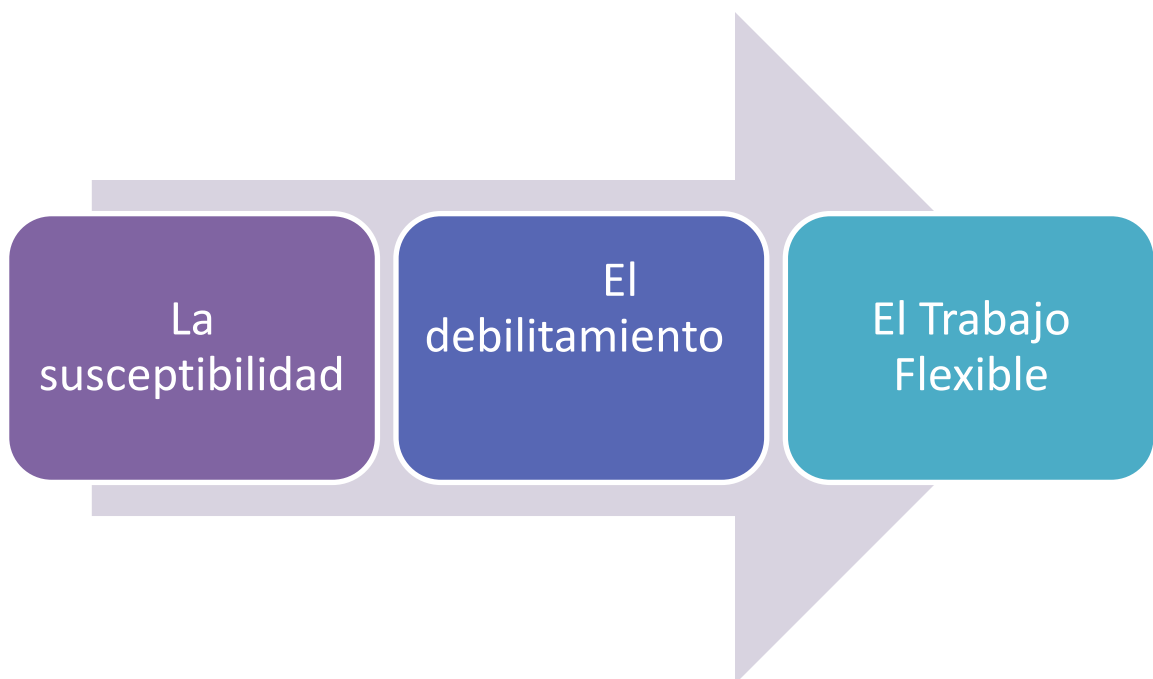 La
susceptibilidad
El
debilitamiento
El Trabajo
Flexible